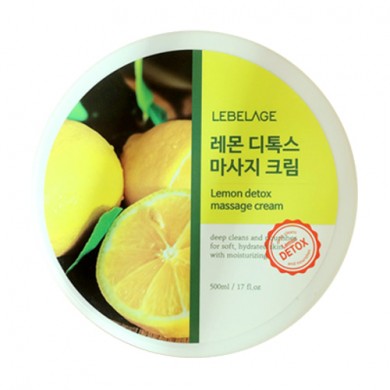 LEBELAGE
레몬 디톡스
마사지 크림
Lemon detox
massage cream
deep cleans and
for soft, hydrated
with moisturizing
DETOX
500ml / 17 fl.oz